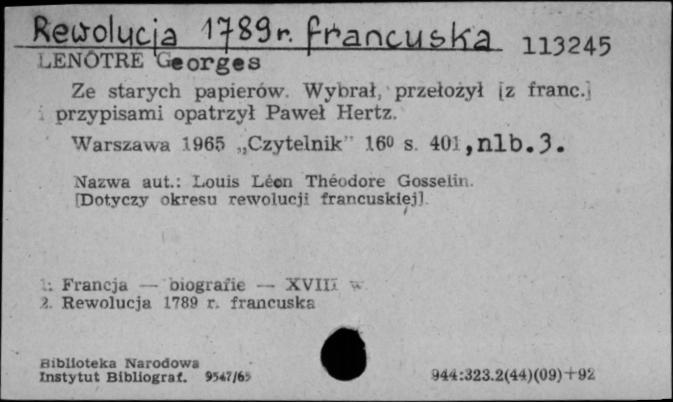 Rewolucja 1789 r. francuska 113245
LENÔTRE Georges
Ze starych papierów. Wybrał, przełożył [z franc.]
i przypisami opatrzył Paweł Hertz.
Warszawa 1965 „Czytelnik” 16º s. 401, nlb. 3.
Nazwa aut.: Louis Léon Théodore Gosselin.
[Dotyczy okresu rewolucji francuskiej].
1. Francja — biografie — XVIII w.
2. Rewolucja 1789 r. francuska
Biblioteka Narodowa
Instytut Bibliograf. 9547/65 944:323.2(44)(09)+92